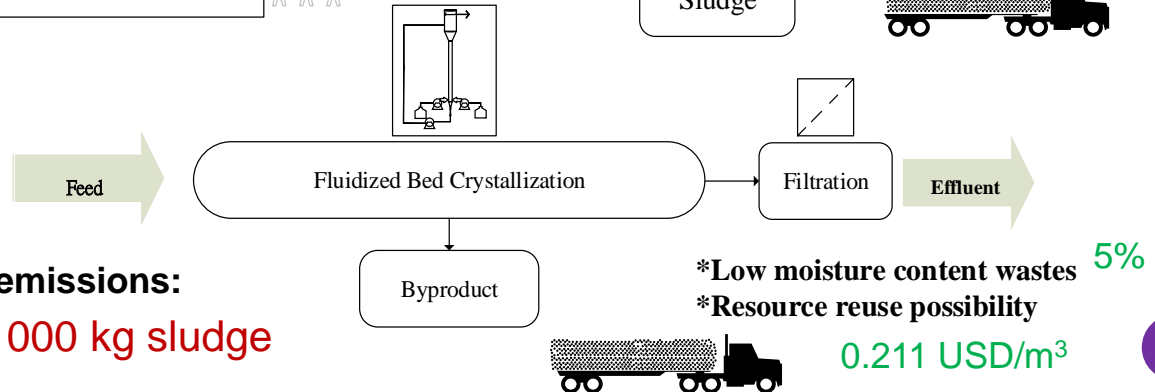 Sludge
Feed
Fluidized Bed Crystallization
Filtration
Effluent
emissions:
000 kg sludge
Byproduct
*Low moisture content wastes 5%
*Resource reuse possibility
0.211 USD/m³